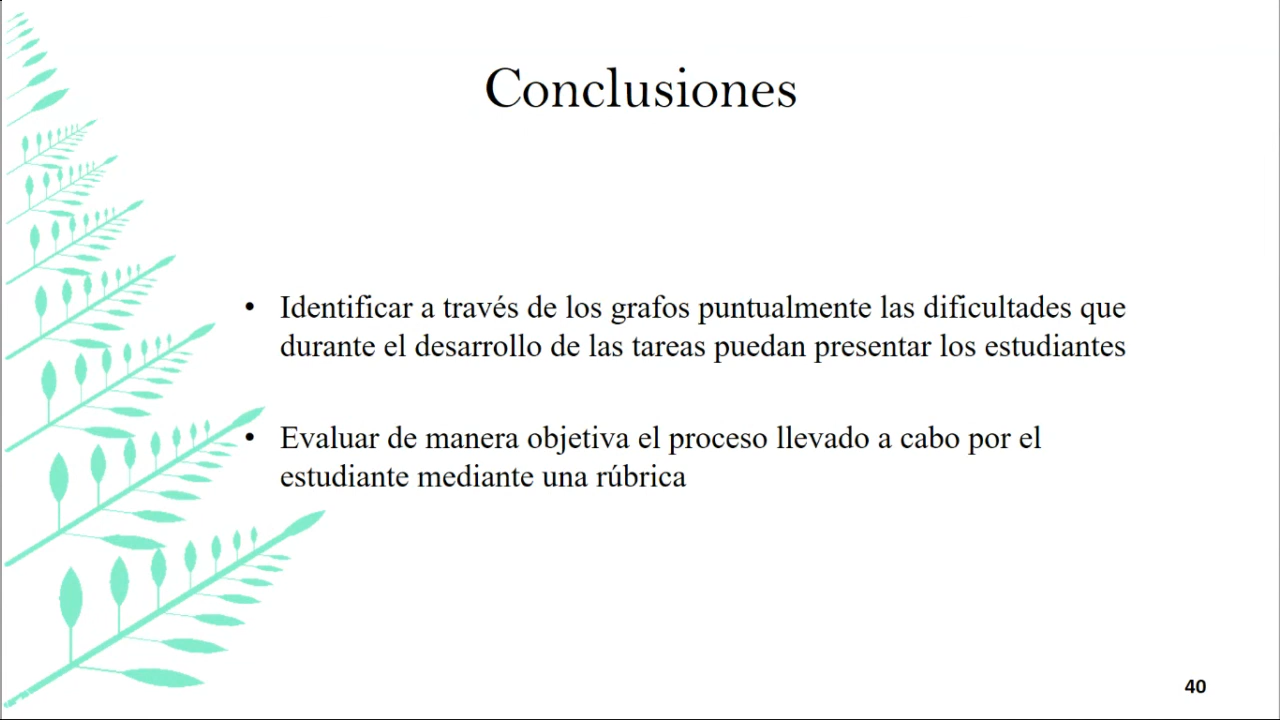 Conclusiones
• Identificar a través de los grafos puntualmente las dificultades que
durante el desarrollo de las tareas puedan presentar los estudiantes
• Evaluar de manera objetiva el proceso llevado a cabo por el
estudiante mediante una rúbrica
40